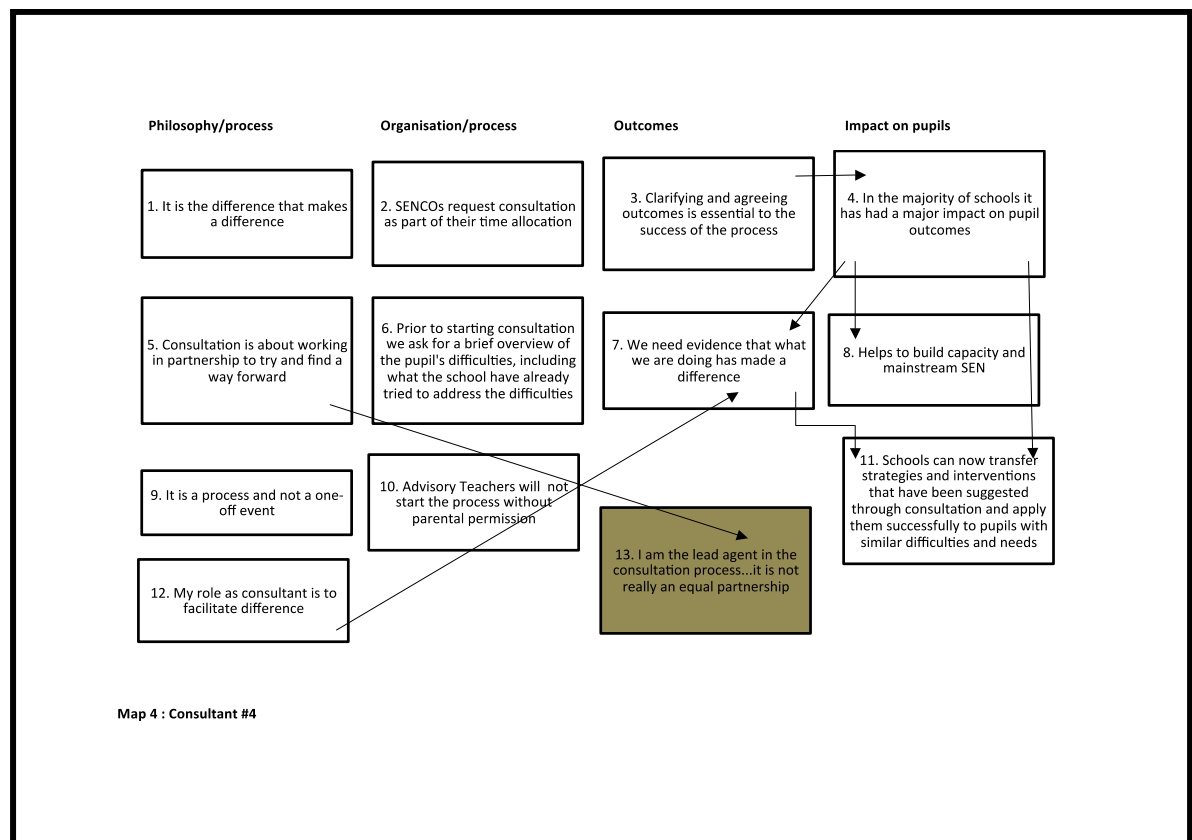 Philosophy/process
Organisation/process
Outcomes
Impact on pupils
1. It is the difference that makes
a difference
2. SENCOs request consultation
as part of their time allocation
3. Clarifying and agreeing
outcomes is essential to the
success of the process
4. In the majority of schools it
has had a major impact on pupil
outcomes
5. Consultation is about working
in partnership to try and find a
way forward
6. Prior to starting consultation
we ask for a brief overview of
the pupil's difficulties, including
what the school have already
tried to address the difficulties
7. We need evidence that what
we are doing has made a
difference
8. Helps to build capacity and
mainstream SEN
9. It is a process and not a one-
off event
10. Advisory Teachers will  not
start the process without
parental permission
11. Schools can now transfer
strategies and interventions
that have been suggested
through consultation and apply
them successfully to pupils with
similar difficulties and needs
12. My role as consultant is to
facilitate difference
13. I am the lead agent in the
consultation process...it is not
really an equal partnership
Map 4 : Consultant #4